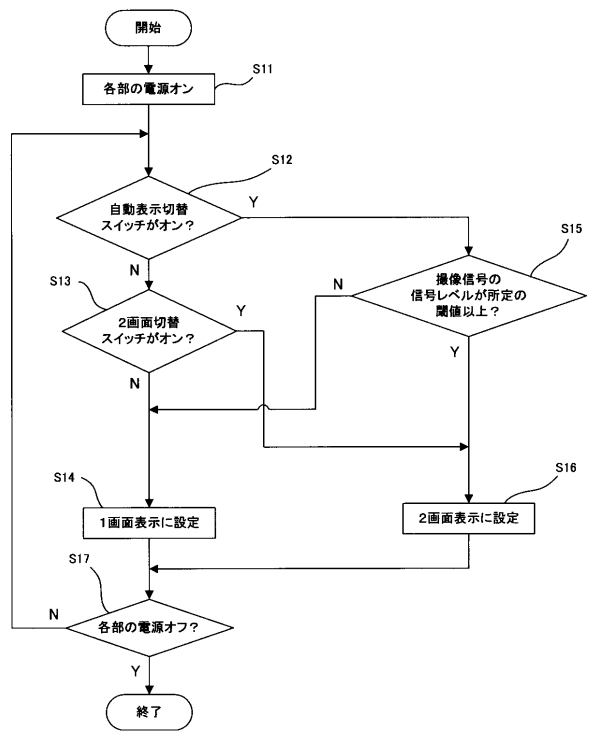 開始
S11
各部の電源オン
S12
自動表示切替
スイッチがオン?
Y
N
S15
撮像信号の
信号レベルが所定の
閾値以上?
N
Y
S13
2画面切替
スイッチがオン?
Y
N
S14
1画面表示に設定
S16
2画面表示に設定
S17
各部の電源オフ?
N
Y
終了